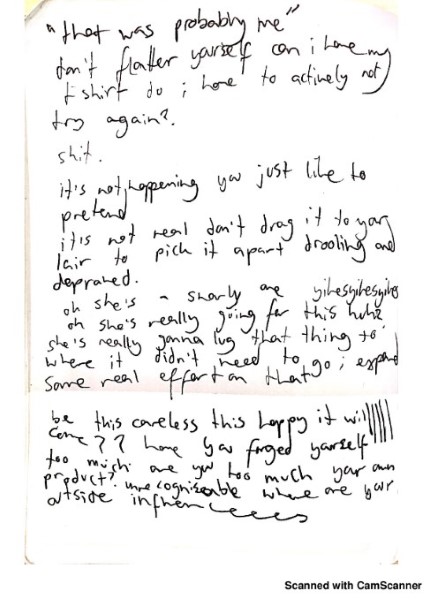 "that was probably me"
don't flatter yourself can i have my
t-shirt do i have to actively not
try again?
shit.
it's not happening you just like to
pretend
it is not real don't drag it to your
lair to pick it apart drooling and
depraved.
oh she's a snarly one yikesyikesyikes
oh she's really going for this huh?
she's really gonna lug that thing to
where it didn't need to go ; expend
some real effort on that
be this careless this happy it will
come?? have you forged yourself
too much? are you too much your own
product? unrecognisable where are your
outside influences
Scanned with CamScanner